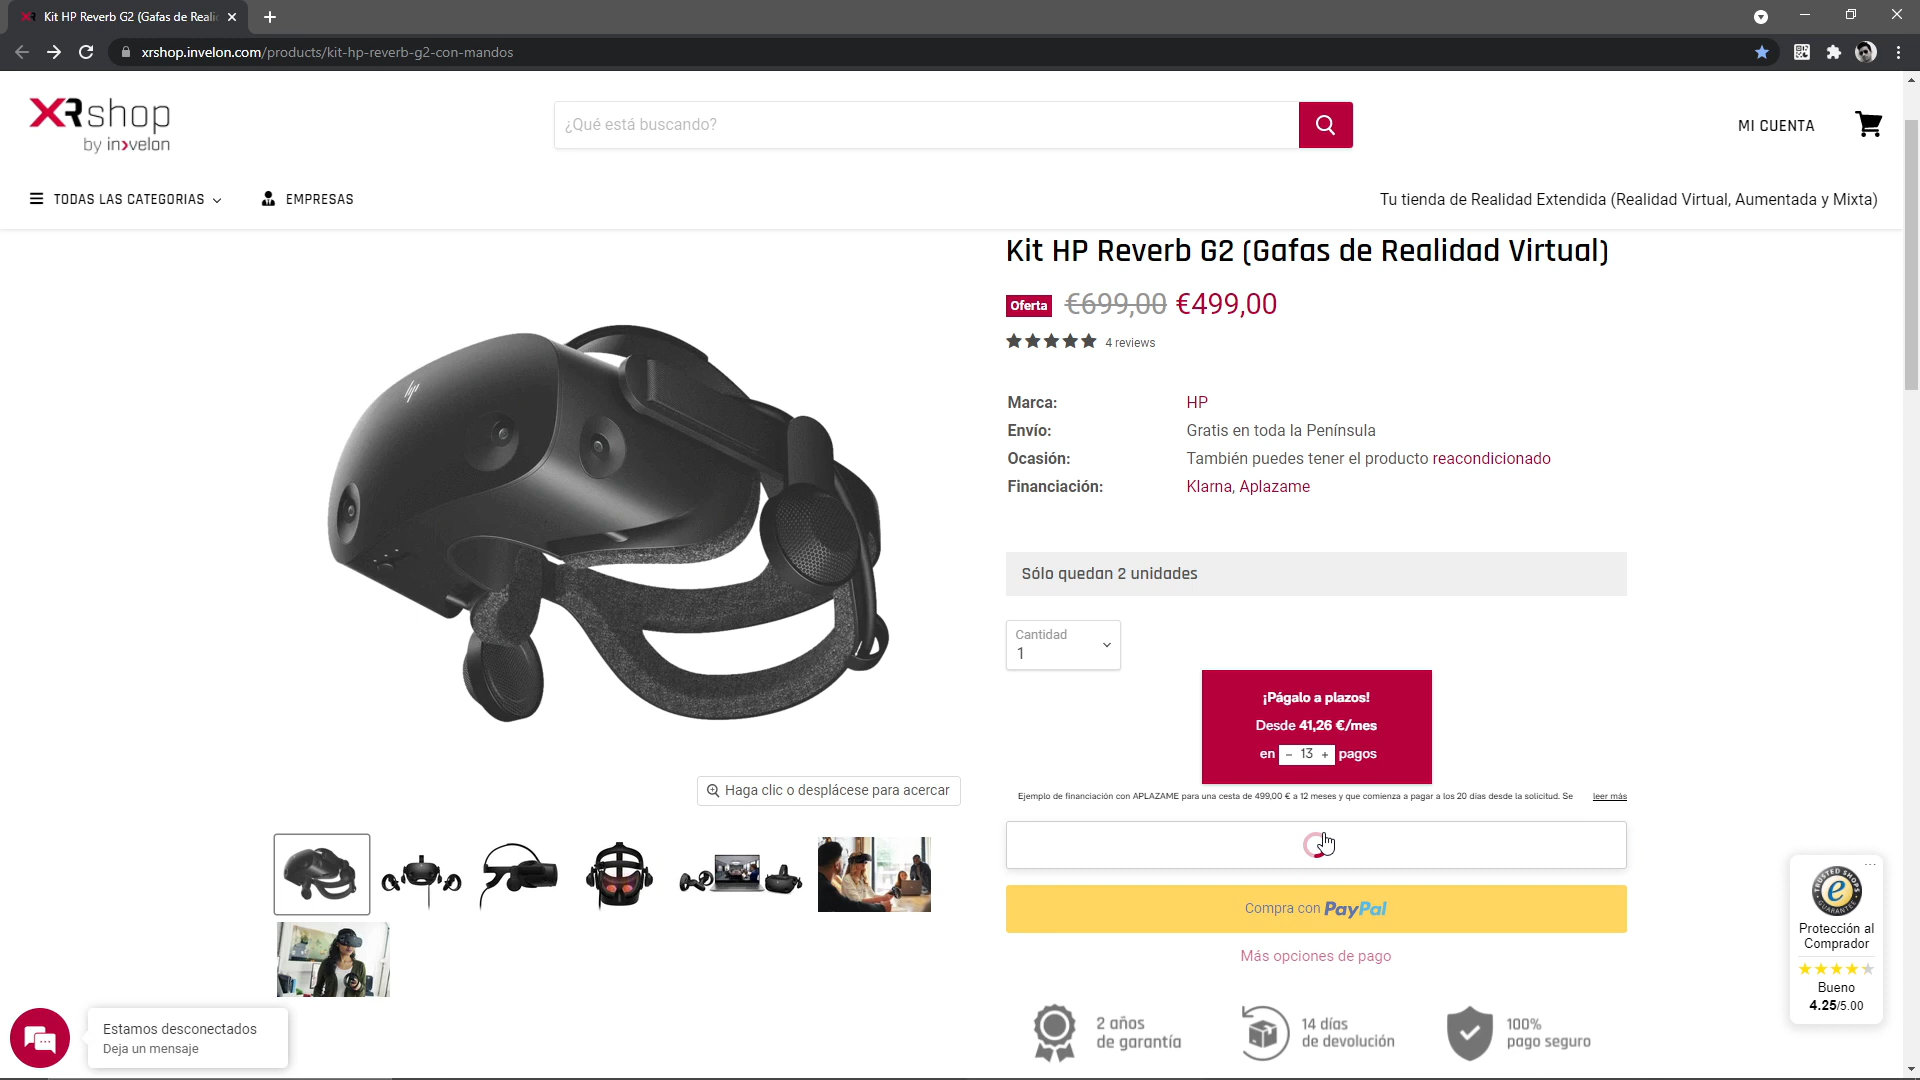 Kit HP Reverb G2 (Gafas de Reali
xrshop.invelon.com/products/kit-hp-reverb-g2-con-mandos
XRshop
by invelon
¿Qué está buscando?
MI CUENTA
TODAS LAS CATEGORIAS
EMPRESAS
Tu tienda de Realidad Extendida (Realidad Virtual, Aumentada y Mixta)
Kit HP Reverb G2 (Gafas de Realidad Virtual)
Oferta €699,00 €499,00
4 reviews
Marca: HP
Envío: Gratis en toda la Península
Ocasión: También puedes tener el producto reacondicionado
Financiación: Klarna, Aplazame
Sólo quedan 2 unidades
Cantidad
1
¡Págalo a plazos!
Desde 41,26 €/mes
en - 13 + pagos
Ejemplo de financiación con APLAZAME para una cesta de 499,00 € a 12 meses y que comienza a pagar a los 20 días desde la solicitud. Se leer más
Haga clic o desplácese para acercar
Compra con PayPal
Más opciones de pago
2 años
de garantía
14 días
de devolución
100%
pago seguro
TRUSTED SHOPS
GUARANTEE
Protección al
Comprador
Bueno
4.25/5.00
Estamos desconectados
Deja un mensaje